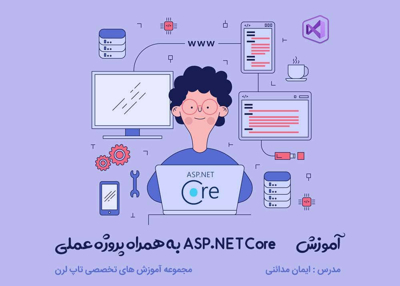 www
</>
</>
ASP.NET
Core
آموزش ASP.NET Core به همراه پروژه عملی
مدرس : ایمان مدائنی
مجموعه آموزش های تخصصی تاپ لرن